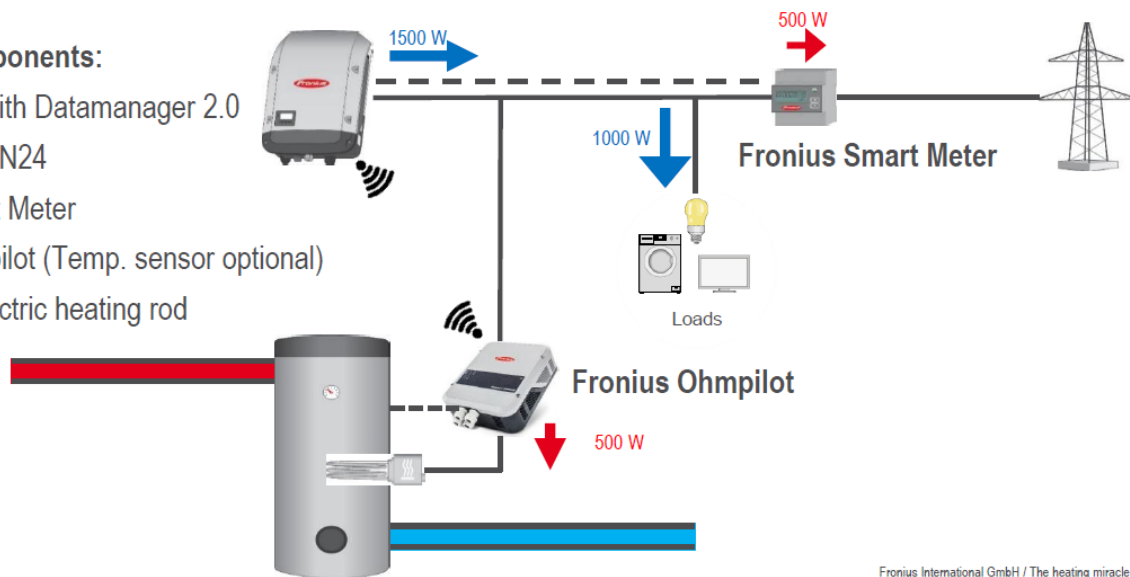 ponents:
ith Datamanager 2.0
N24
Meter
ilot (Temp. sensor optional)
ctric heating rod
1500 W
500 W
Fronius
1000 W
Fronius Smart Meter
Loads
Fronius Ohmpilot
500 W
Fronius International GmbH / The heating miracle